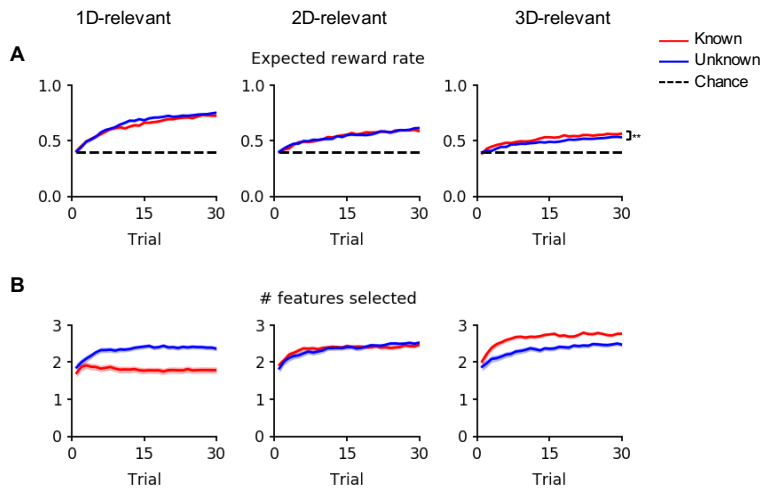 1D-relevant 2D-relevant 3D-relevant
Known
Unknown
Chance
A
Expected reward rate
1.0 1.0 1.0
0.5 0.5 0.5
**
0.0 0.0 0.0
0 15 30 0 15 30 0 15 30
Trial Trial Trial
B
# features selected
3 3 3
2 2 2
1 1 1
0 0 0
0 15 30 0 15 30 0 15 30
Trial Trial Trial